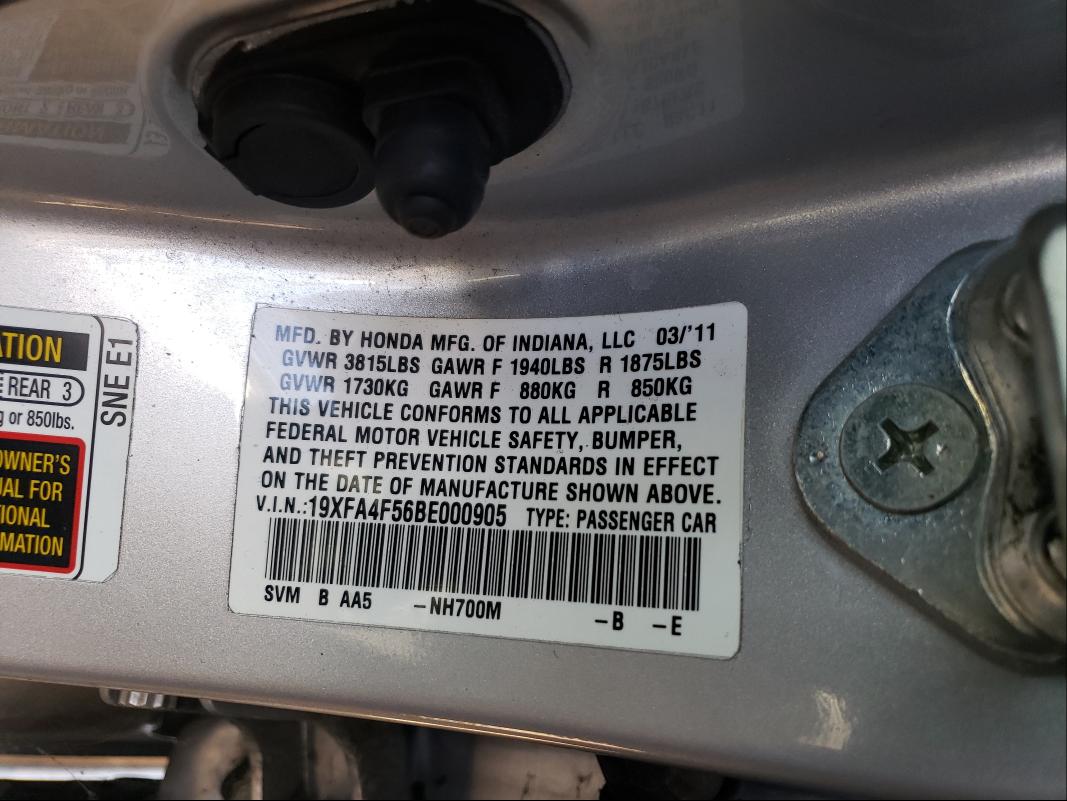 ATION
REAR 3
g or 850lbs.
OWNER'S
UAL FOR
TIONAL
RMATION
SNE E1
MFD. BY HONDA MFG. OF INDIANA, LLC 03/'11
GVWR 3815LBS GAWR F 1940LBS R 1875LBS
GVWR 1730KG GAWR F 880KG R 850KG
THIS VEHICLE CONFORMS TO ALL APPLICABLE
FEDERAL MOTOR VEHICLE SAFETY, BUMPER,
AND THEFT PREVENTION STANDARDS IN EFFECT
ON THE DATE OF MANUFACTURE SHOWN ABOVE.
V.I.N.:19XFA4F56BE000905 TYPE: PASSENGER CAR
SVM B AA5 -NH700M -B -E